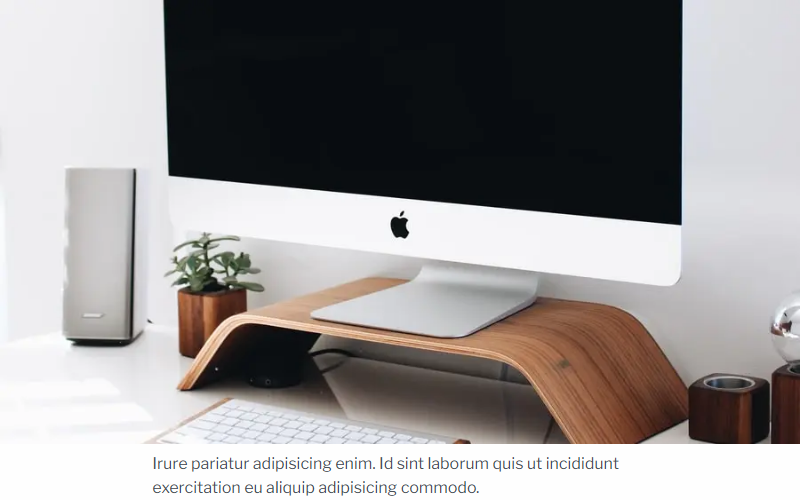 Irure pariatur adipisicing enim. Id sint laborum quis ut incididunt
exercitation eu aliquip adipisicing commodo.